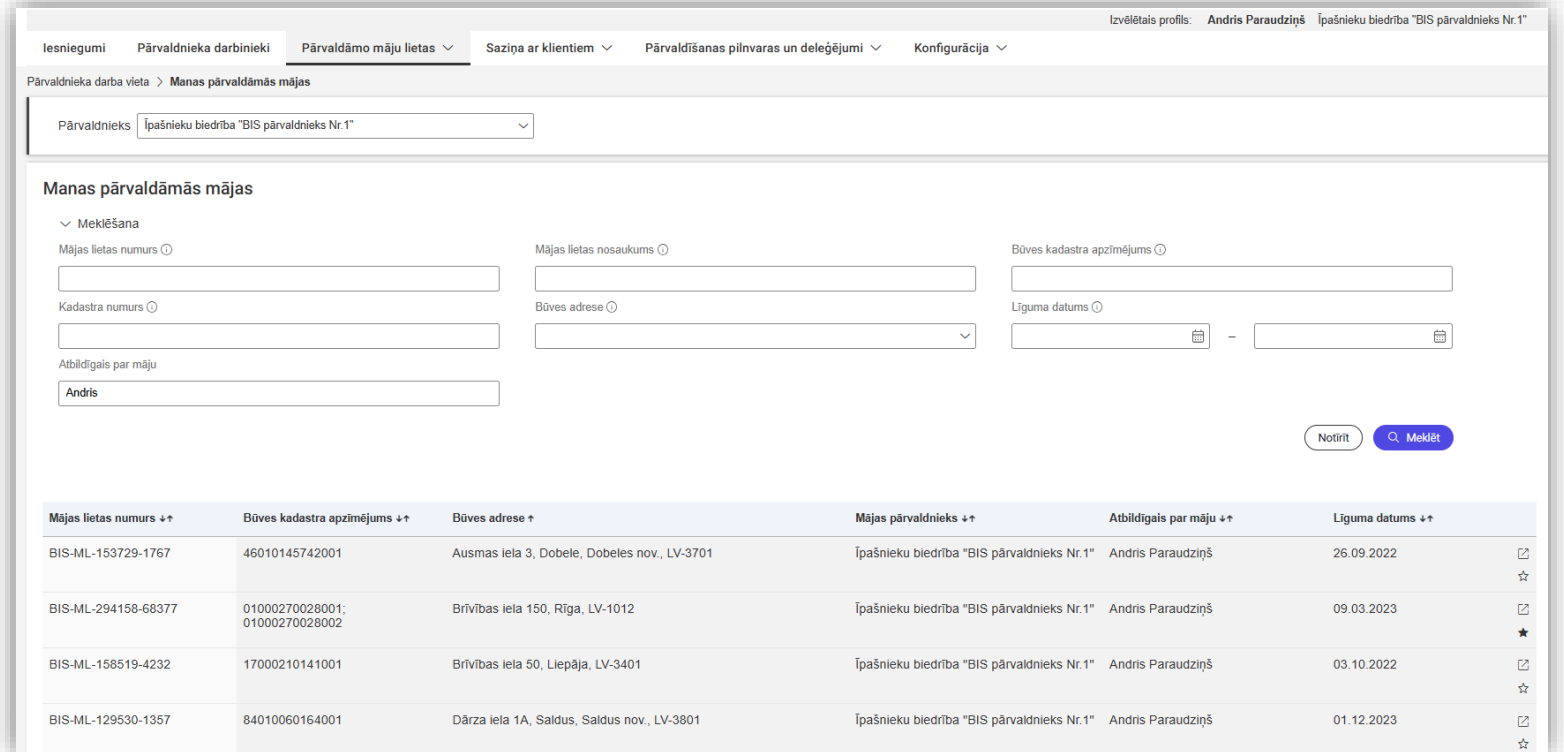 Izvēlētais profils: Andris Paraudziņš Īpašnieku biedrība "BIS pārvaldnieks Nr.1"
Iesniegumi Pārvaldnieka darbinieki Pārvaldāmo māju lietas Saziņa ar klientiem Pārvaldīšanas pilnvaras un deleģējumi Konfigurācija
Pārvaldnieka darba vieta > Manas pārvaldāmās mājas
Pārvaldnieks Īpašnieku biedrība "BIS pārvaldnieks Nr.1"
Manas pārvaldāmās mājas
Meklēšana
Mājas lietas numurs Mājas lietas nosaukums Būves kadastra apzīmējums
Kadastra numurs Būves adrese Līguma datums
–
Atbildīgais par māju
Andris
Notīrīt Meklēt
Mājas lietas numurs Būves kadastra apzīmējums Būves adrese Mājas pārvaldnieks Atbildīgais par māju Līguma datums
BIS-ML-153729-1767 46010145742001 Ausmas iela 3, Dobele, Dobeles nov., LV-3701 Īpašnieku biedrība "BIS pārvaldnieks Nr.1" Andris Paraudziņš 26.09.2022
BIS-ML-294158-68377 01000270028001; Brīvības iela 150, Rīga, LV-1012 Īpašnieku biedrība "BIS pārvaldnieks Nr.1" Andris Paraudziņš 09.03.2023
01000270028002
BIS-ML-158519-4232 17000210141001 Brīvības iela 50, Liepāja, LV-3401 Īpašnieku biedrība "BIS pārvaldnieks Nr.1" Andris Paraudziņš 03.10.2022
BIS-ML-129530-1357 84010060164001 Dārza iela 1A, Saldus, Saldus nov., LV-3801 Īpašnieku biedrība "BIS pārvaldnieks Nr.1" Andris Paraudziņš 01.12.2023